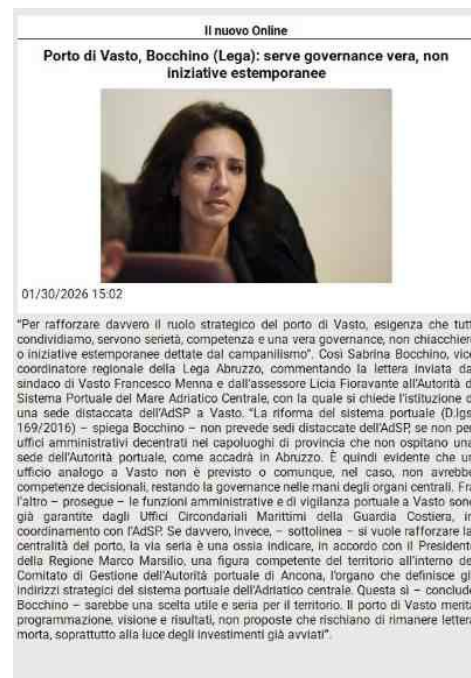 Il nuovo Online
Porto di Vasto, Bocchino (Lega): serve governance vera, non
iniziative estemporanee
01/30/2026 15:02
"Per rafforzare davvero il ruolo strategico del porto di Vasto, esigenza che tutt
condividiamo, servono serietà, competenza e una vera governance, non chiacchiere
o iniziative estemporanee dettate dal campanilismo". Così Sabrina Bocchino, vice
coordinatore regionale della Lega Abruzzo, commentando la lettera inviata da
sindaco di Vasto Francesco Menna e dall'assessore Licia Fioravante all'Autorità d
Sistema Portuale del Mare Adriatico Centrale, con la quale si chiede l'istituzione d
una sede distaccata dell'AdSP a Vasto. "La riforma del sistema portuale (D.lgs
169/2016) – spiega Bocchino – non prevede sedi distaccate dell'AdSP, se non per
uffici amministrativi decentrati nei capoluoghi di provincia che non ospitano una
sede dell'Autorità portuale, come accadrà in Abruzzo. È quindi evidente che un
ufficio analogo a Vasto non è previsto o comunque, nel caso, non avrebbe
competenze decisionali, restando la governance nelle mani degli organi centrali. Fra
l'altro – prosegue – le funzioni amministrative e di vigilanza portuale a Vasto sono
già garantite dagli Uffici Circondariali Marittimi della Guardia Costiera, in
coordinamento con l'AdSP. Se davvero, invece, – sottolinea – si vuole rafforzare la
centralità del porto, la via seria è una ossia indicare, in accordo con il Presidente
della Regione Marco Marsilio, una figura competente del territorio all'interno del
Comitato di Gestione dell'Autorità portuale di Ancona, l'organo che definisce gl
indirizzi strategici del sistema portuale dell'Adriatico centrale. Questa sì – conclude
Bocchino – sarebbe una scelta utile e seria per il territorio. Il porto di Vasto merita
programmazione, visione e risultati, non proposte che rischiano di rimanere lettera
morta, soprattutto alla luce degli investimenti già avviati".